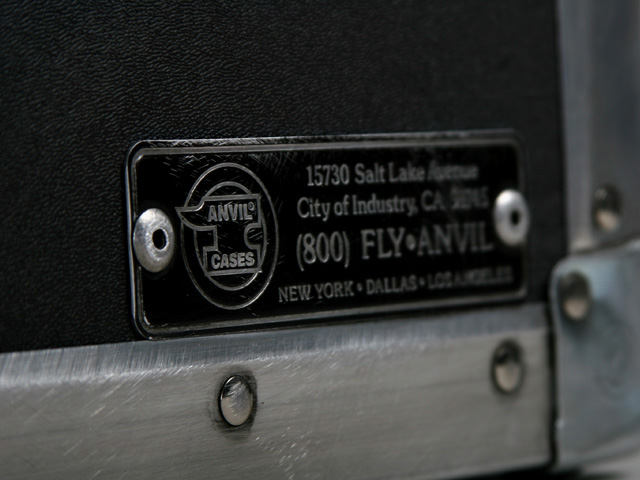 ANVIL®
CASES
15730 Salt Lake Avenue
City of Industry, CA
(800) FLY•ANVIL
NEW YORK • DALLAS • LOS ANGELES